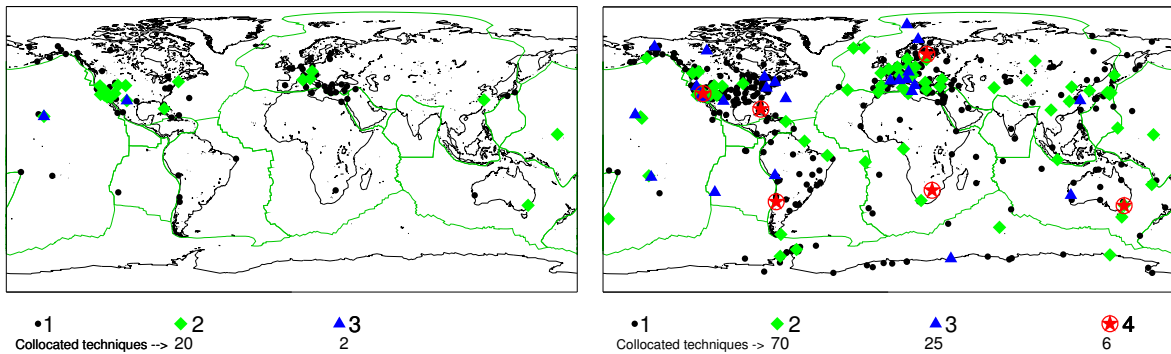 1 2 3
Collocated techniques --> 20 2
1 2 3 4
Collocated techniques -> 70 25 6